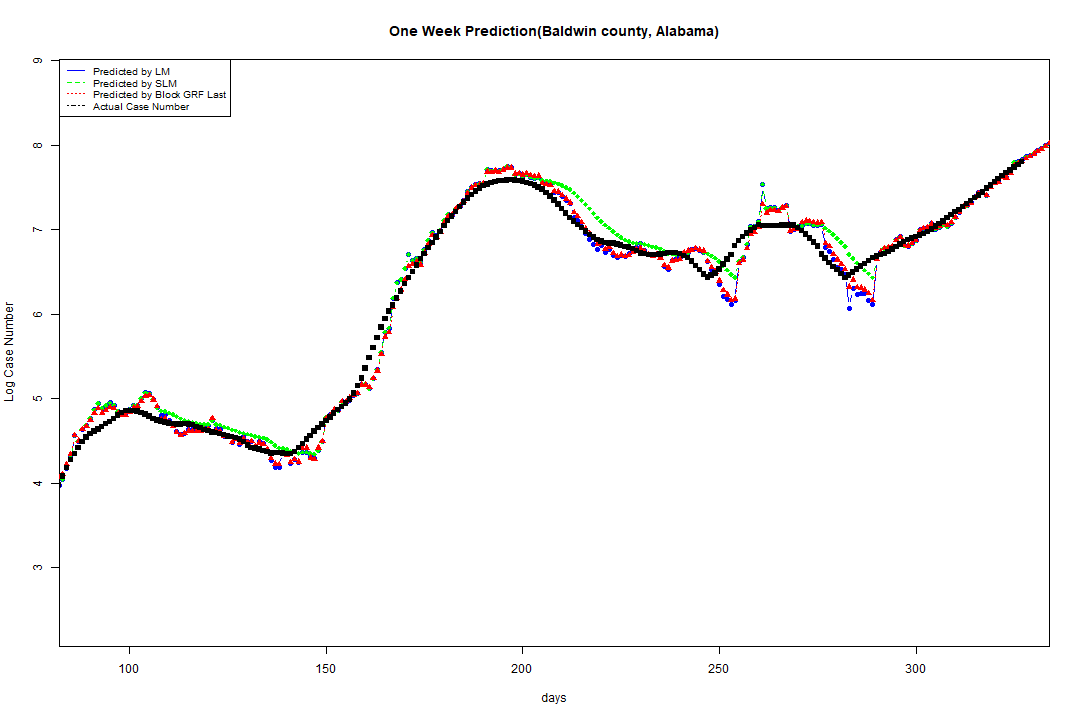 One Week Prediction(Baldwin county, Alabama)
Predicted by LM
Predicted by SLM
Predicted by Block GRF Last
Actual Case Number
9
8
7
6
5
4
3
Log Case Number
100 150 200 250 300
days